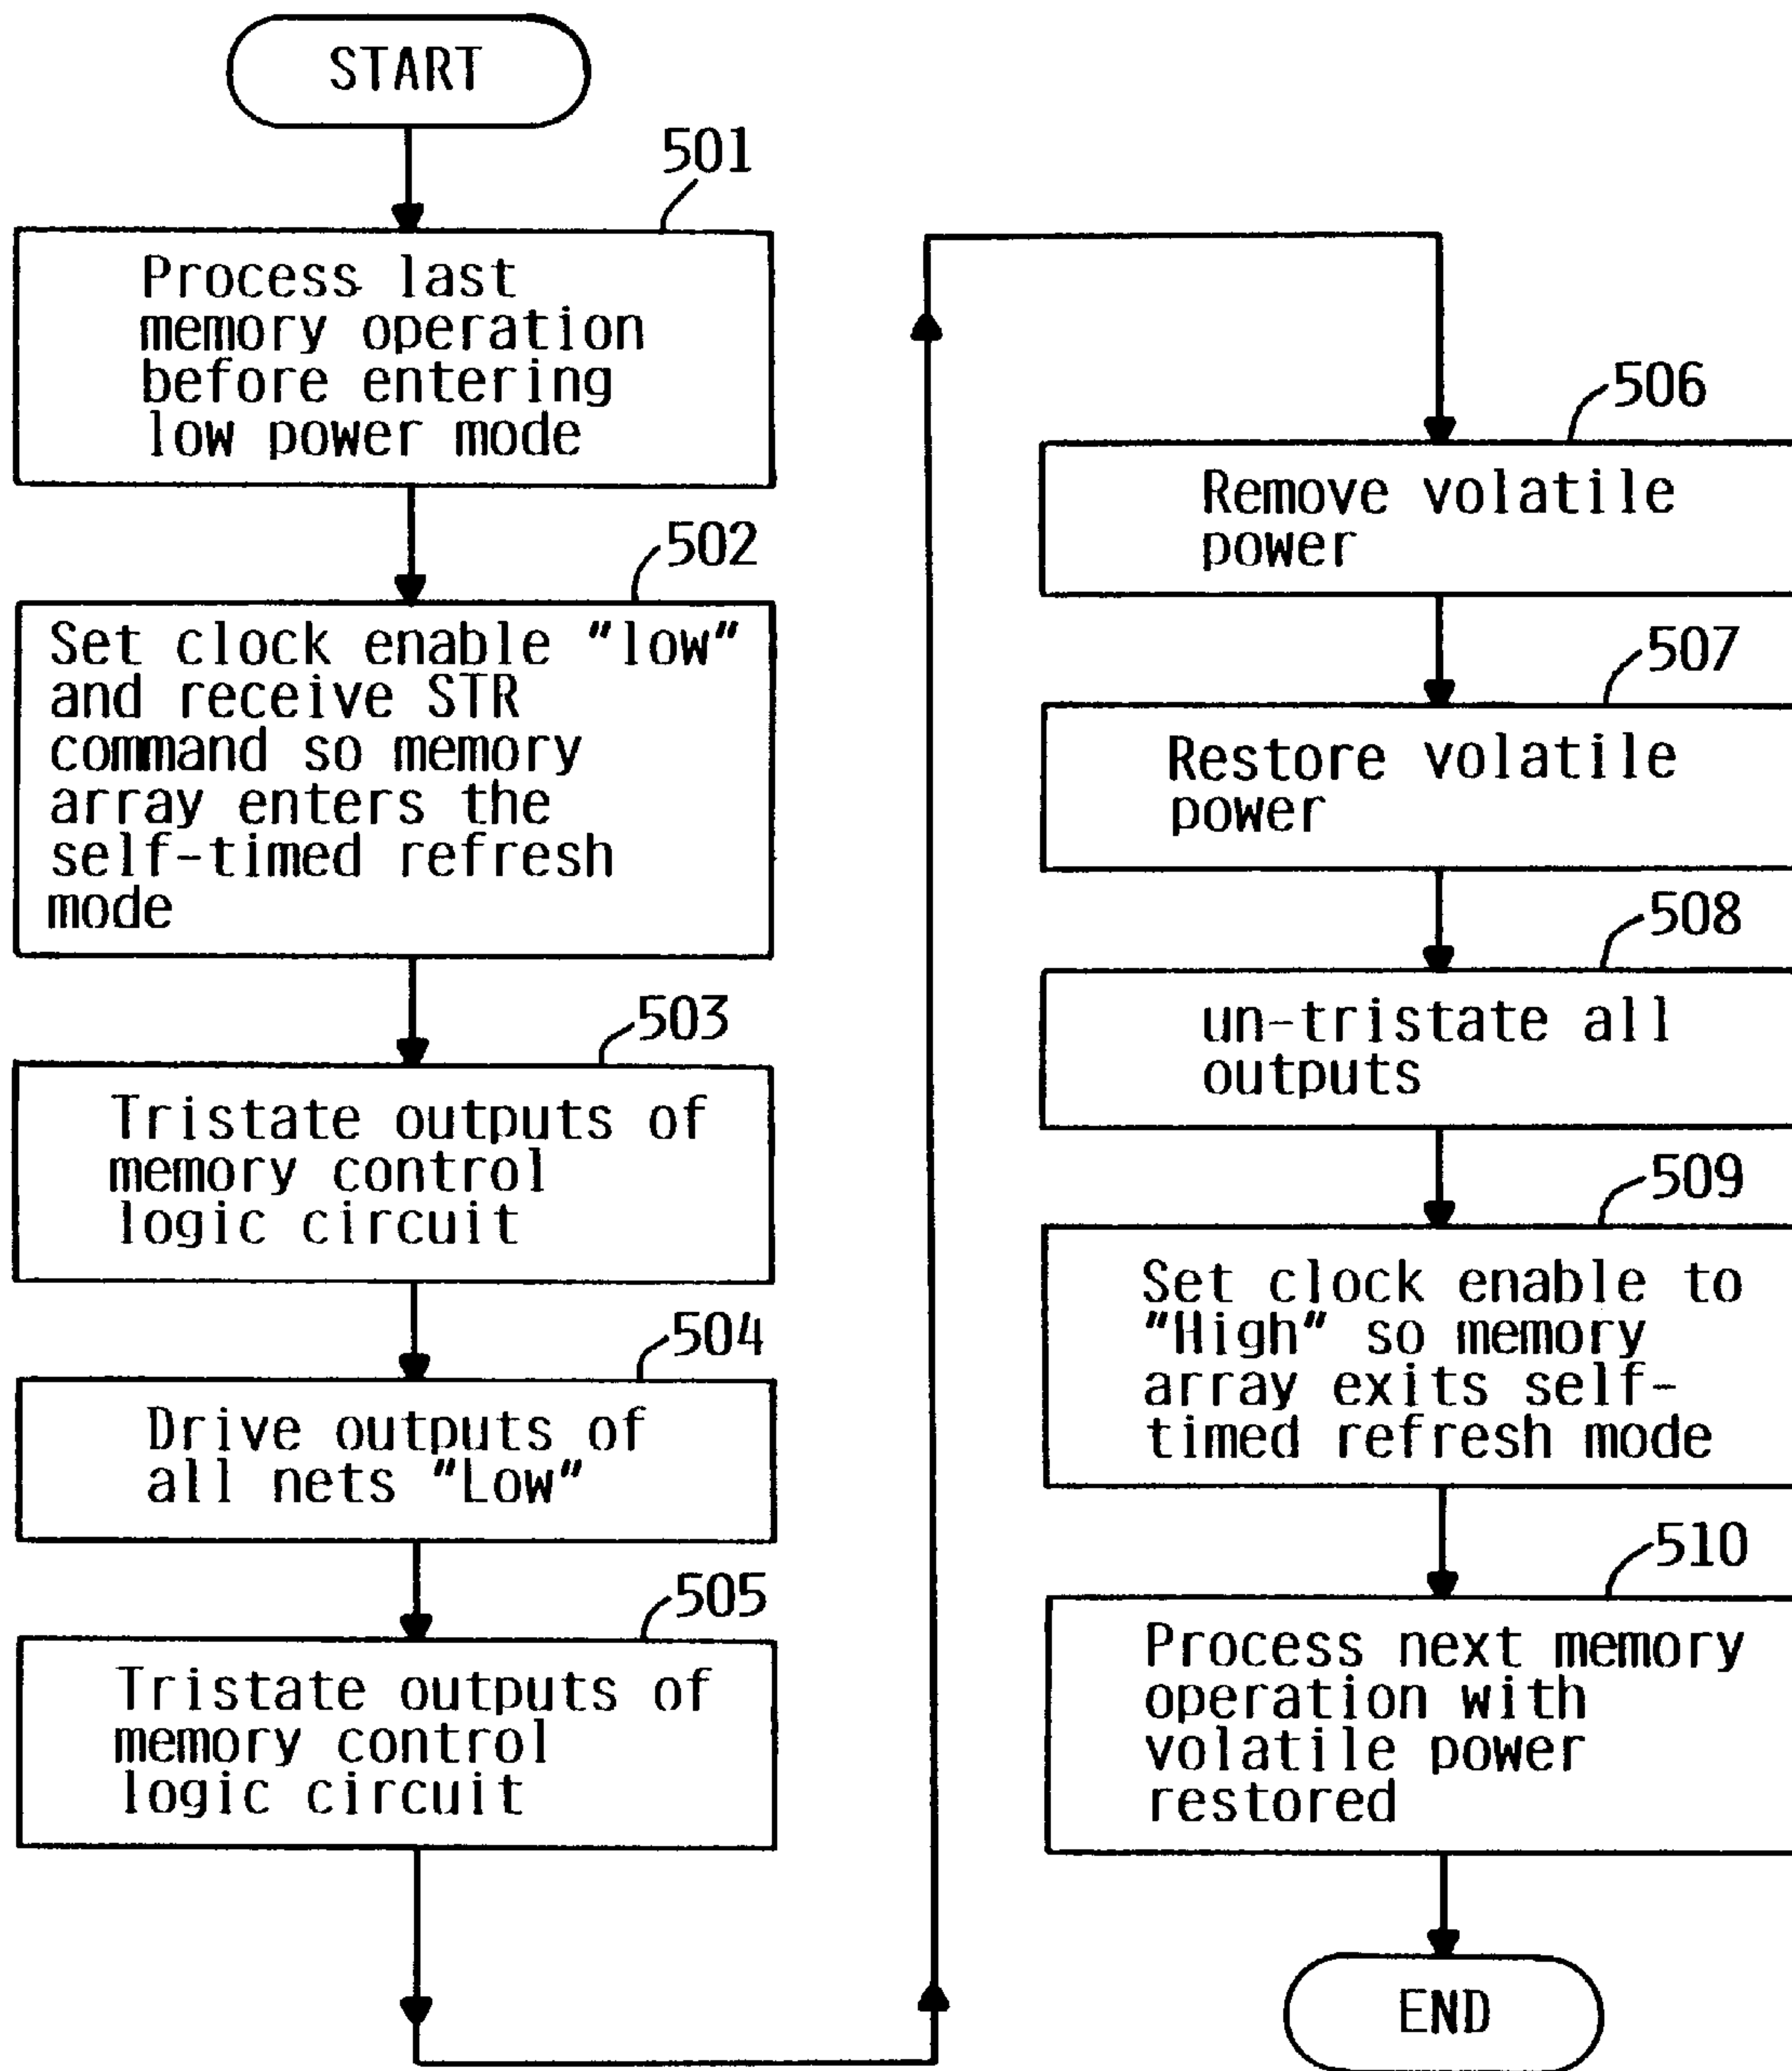 START
501
Process last
memory operation
before entering
low power mode
502
Set clock enable "low"
and receive STR
command so memory
array enters the
self-timed refresh
mode
503
Tristate outputs of
memory control
logic circuit
504
Drive outputs of
all nets "Low"
505
Tristate outputs of
memory control
logic circuit
506
Remove volatile
power
507
Restore volatile
power
508
un-tristate all
outputs
509
Set clock enable to
"High" so memory
array exits self-
timed refresh mode
510
Process next memory
operation with
volatile power
restored
END